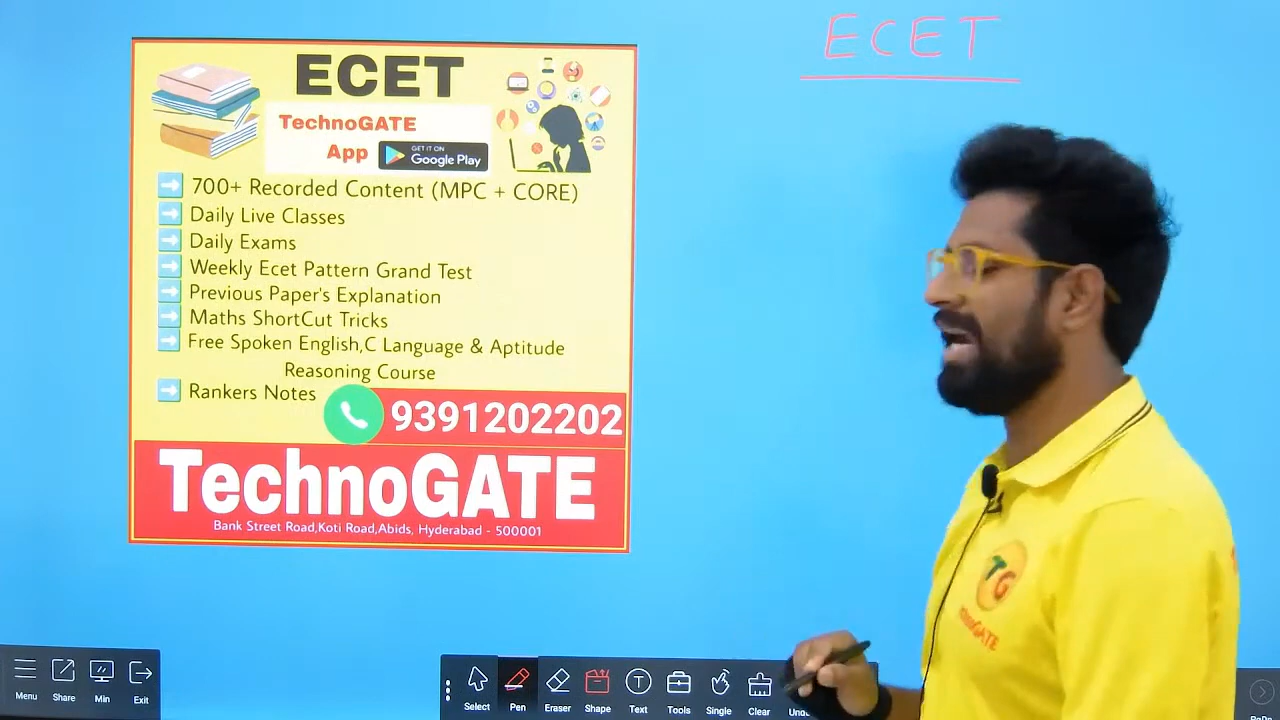 ECET
ECET
TechnoGATE
App
GET IT ON
Google Play
700+ Recorded Content (MPC + CORE)
Daily Live Classes
Daily Exams
Weekly Ecet Pattern Grand Test
Previous Paper's Explanation
Maths ShortCut Tricks
Free Spoken English,C Language & Aptitude
Reasoning Course
Rankers Notes
9391202202
TechnoGATE
Bank Street Road,Koti Road,Abids, Hyderabad - 500001
TG
Menu Share Min Exit
Select Pen Eraser Shape Text Tools Single Clear